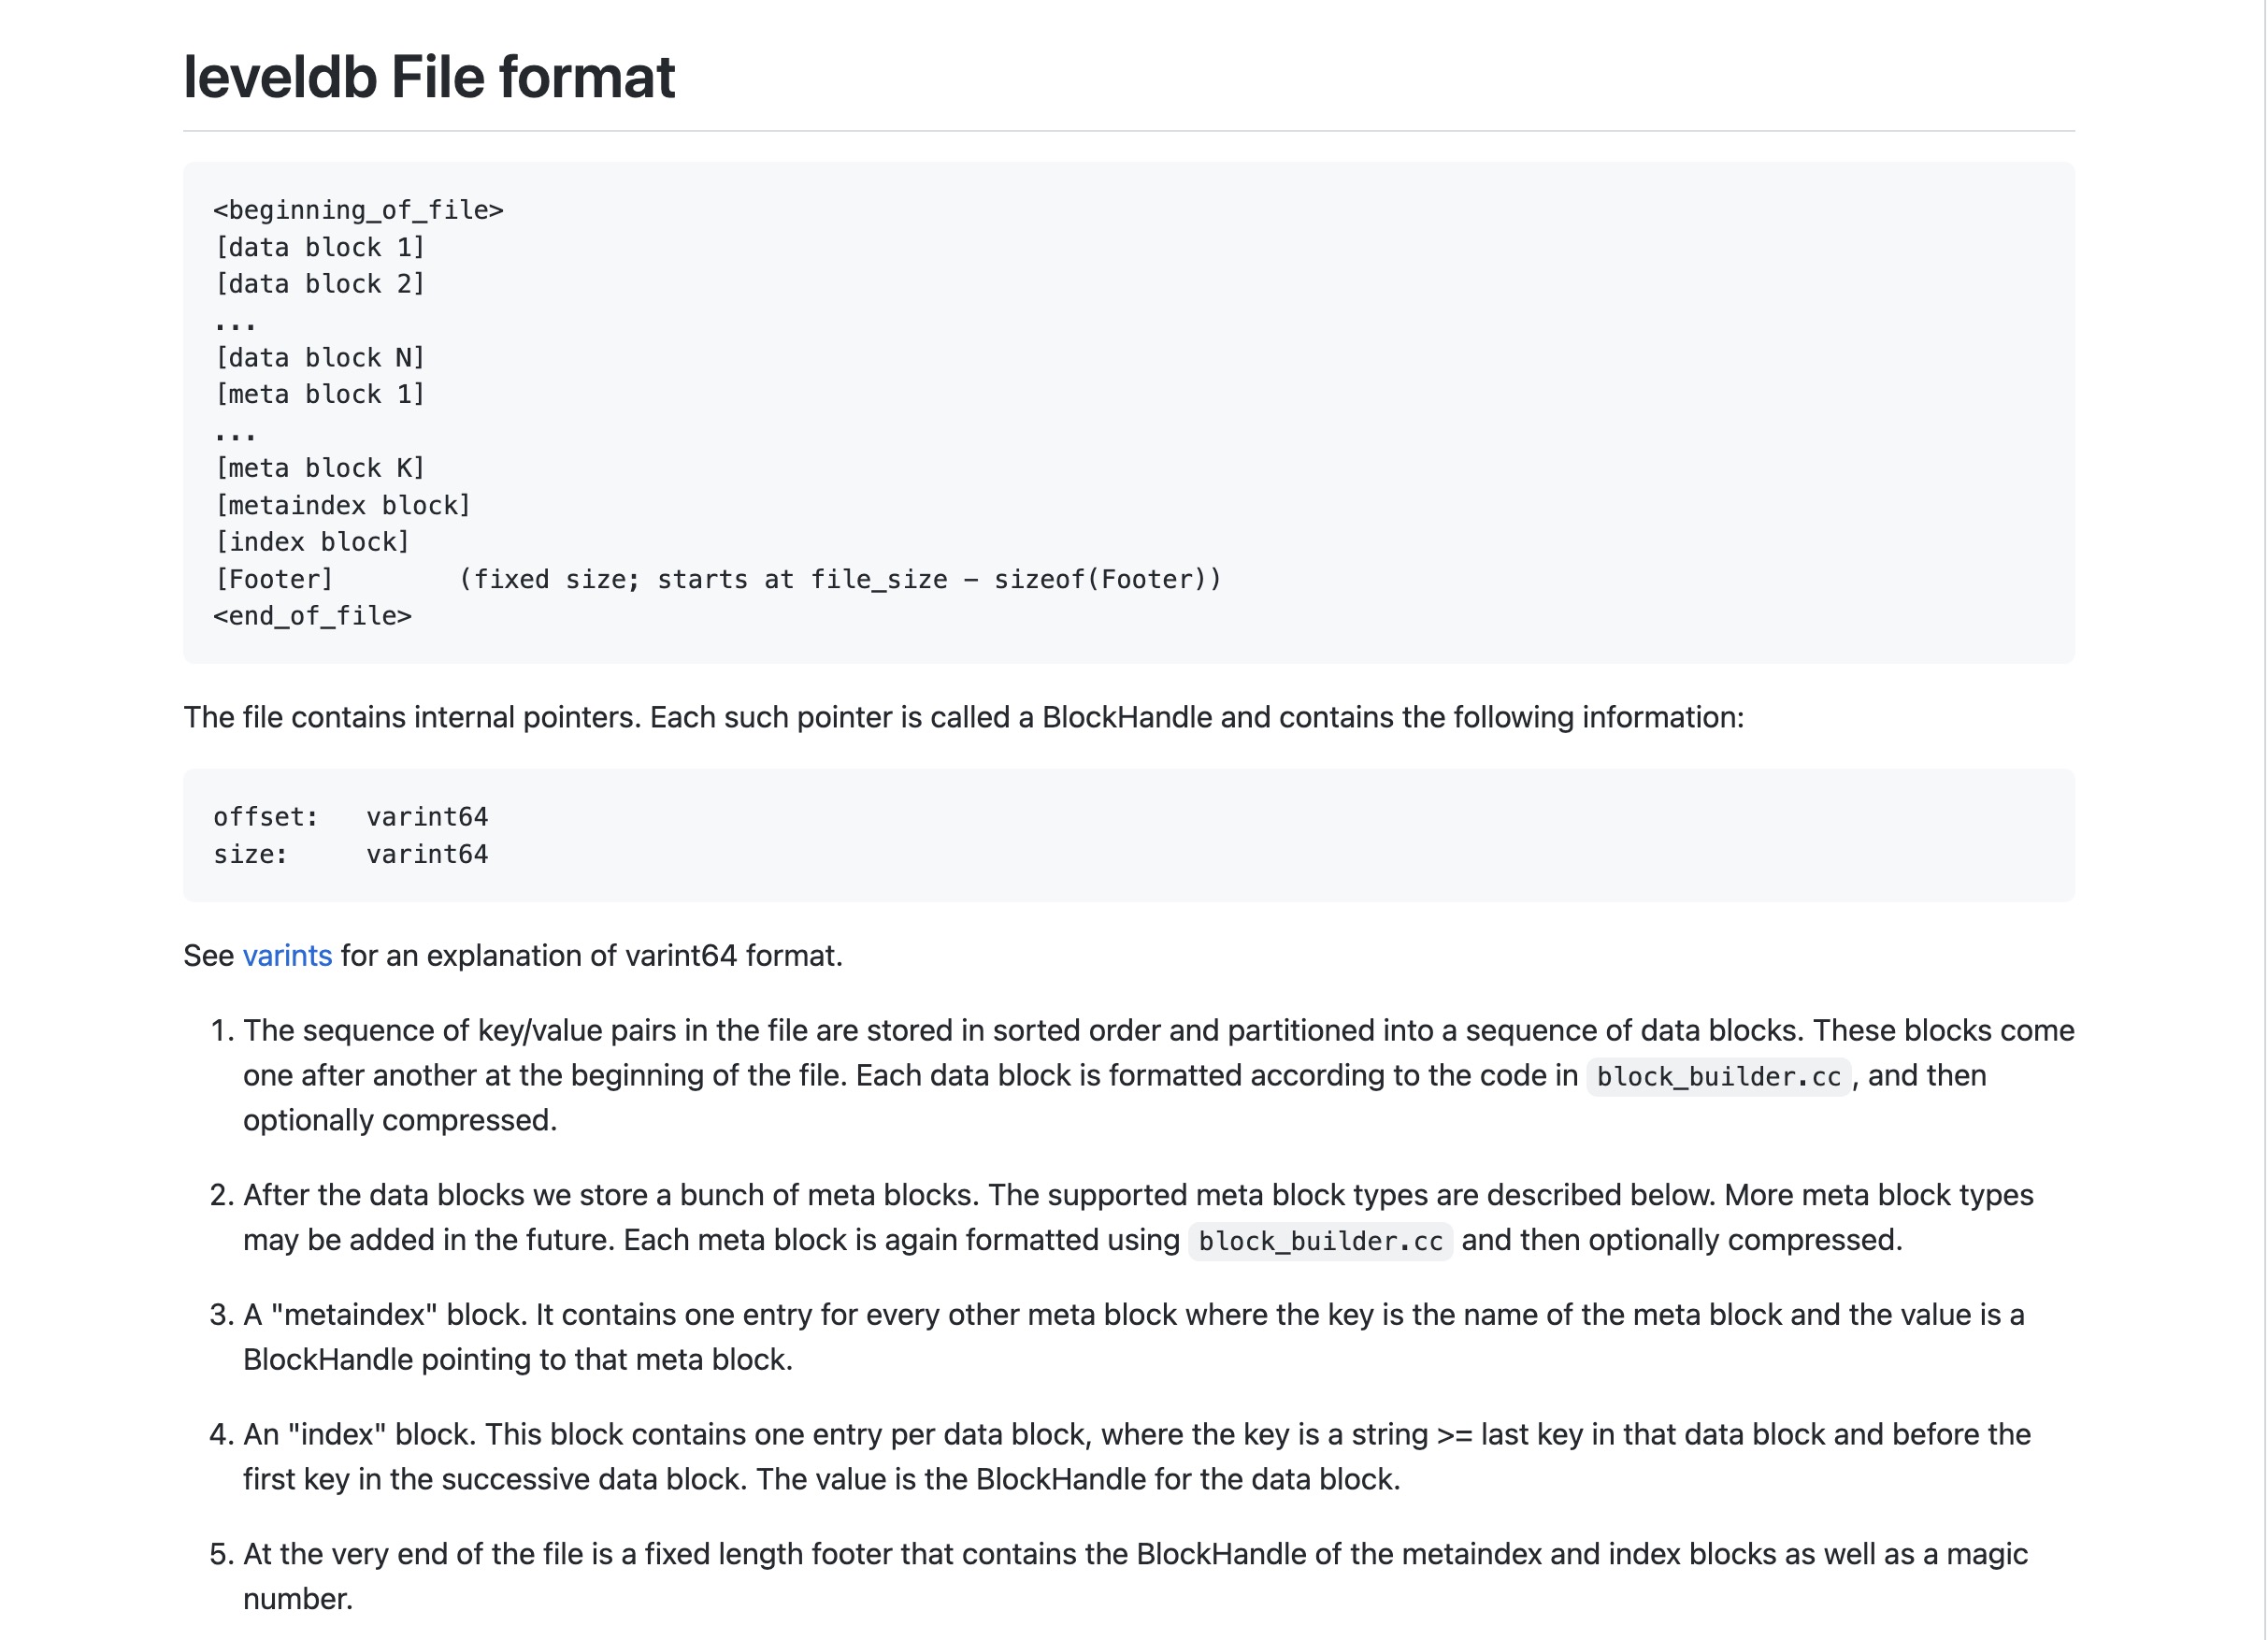 leveldb File format
<beginning_of_file>
[data block 1]
[data block 2]
...
[data block N]
[meta block 1]
...
[meta block K]
[metaindex block]
[index block]
[Footer]        (fixed size; starts at file_size - sizeof(Footer))
<end_of_file>
The file contains internal pointers. Each such pointer is called a BlockHandle and contains the following information:
offset:   varint64
size:     varint64
See varints for an explanation of varint64 format.
1. The sequence of key/value pairs in the file are stored in sorted order and partitioned into a sequence of data blocks. These blocks come
one after another at the beginning of the file. Each data block is formatted according to the code in block_builder.cc, and then
optionally compressed.
2. After the data blocks we store a bunch of meta blocks. The supported meta block types are described below. More meta block types
may be added in the future. Each meta block is again formatted using block_builder.cc and then optionally compressed.
3. A "metaindex" block. It contains one entry for every other meta block where the key is the name of the meta block and the value is a
BlockHandle pointing to that meta block.
4. An "index" block. This block contains one entry per data block, where the key is a string >= last key in that data block and before the
first key in the successive data block. The value is the BlockHandle for the data block.
5. At the very end of the file is a fixed length footer that contains the BlockHandle of the metaindex and index blocks as well as a magic
number.